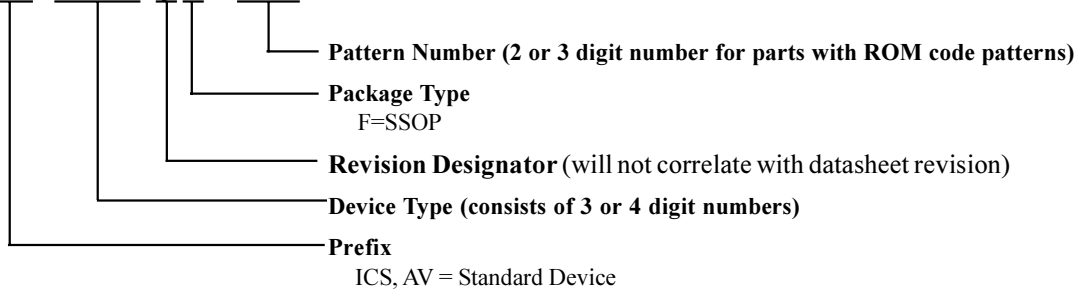 Pattern Number (2 or 3 digit number for parts with ROM code patterns)
Package Type
F=SSOP
Revision Designator (will not correlate with datasheet revision)
Device Type (consists of 3 or 4 digit numbers)
Prefix
ICS, AV = Standard Device